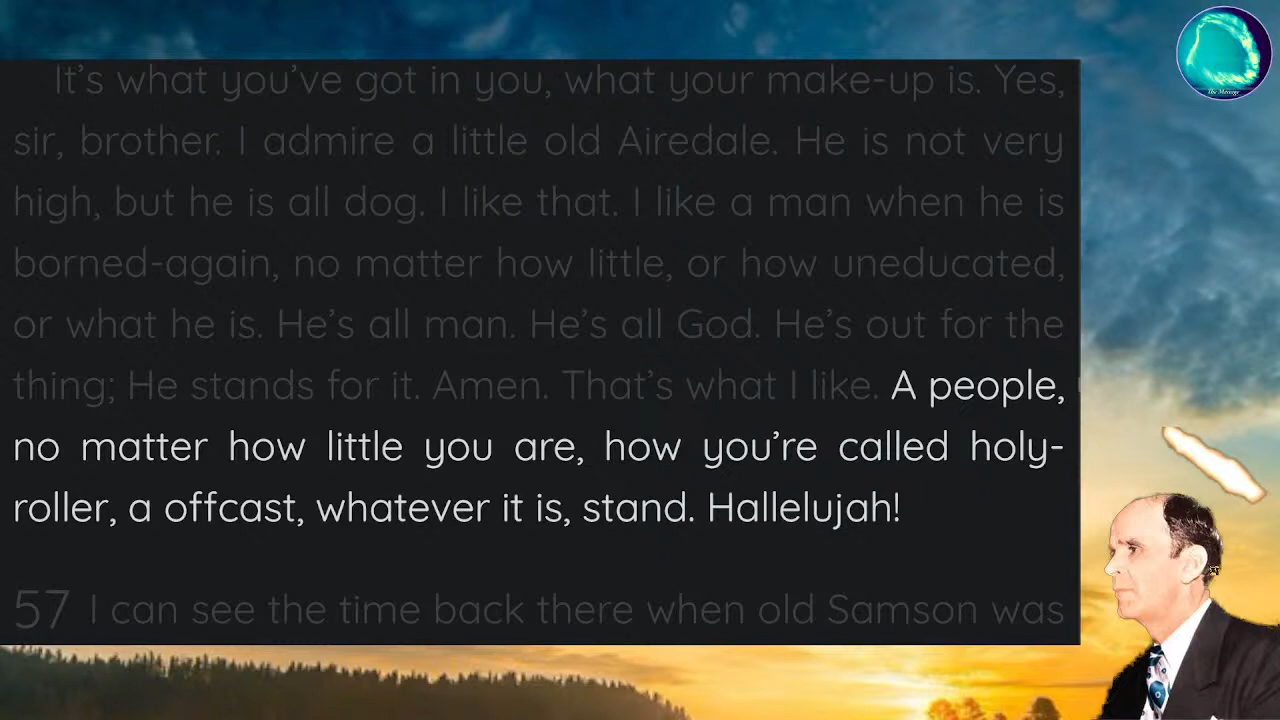 It’s what you’ve got in you, what your make-up is. Yes,
sir, brother. I admire a little old Airedale. He is not very
high, but he is all dog. I like that. I like a man when he is
borned-again, no matter how little, or how uneducated,
or what he is. He’s all man. He’s all God. He’s out for the
thing; He stands for it. Amen. That’s what I like. A people,
no matter how little you are, how you’re called holy-
roller, a offcast, whatever it is, stand. Hallelujah!
57 I can see the time back there when old Samson was
The Message